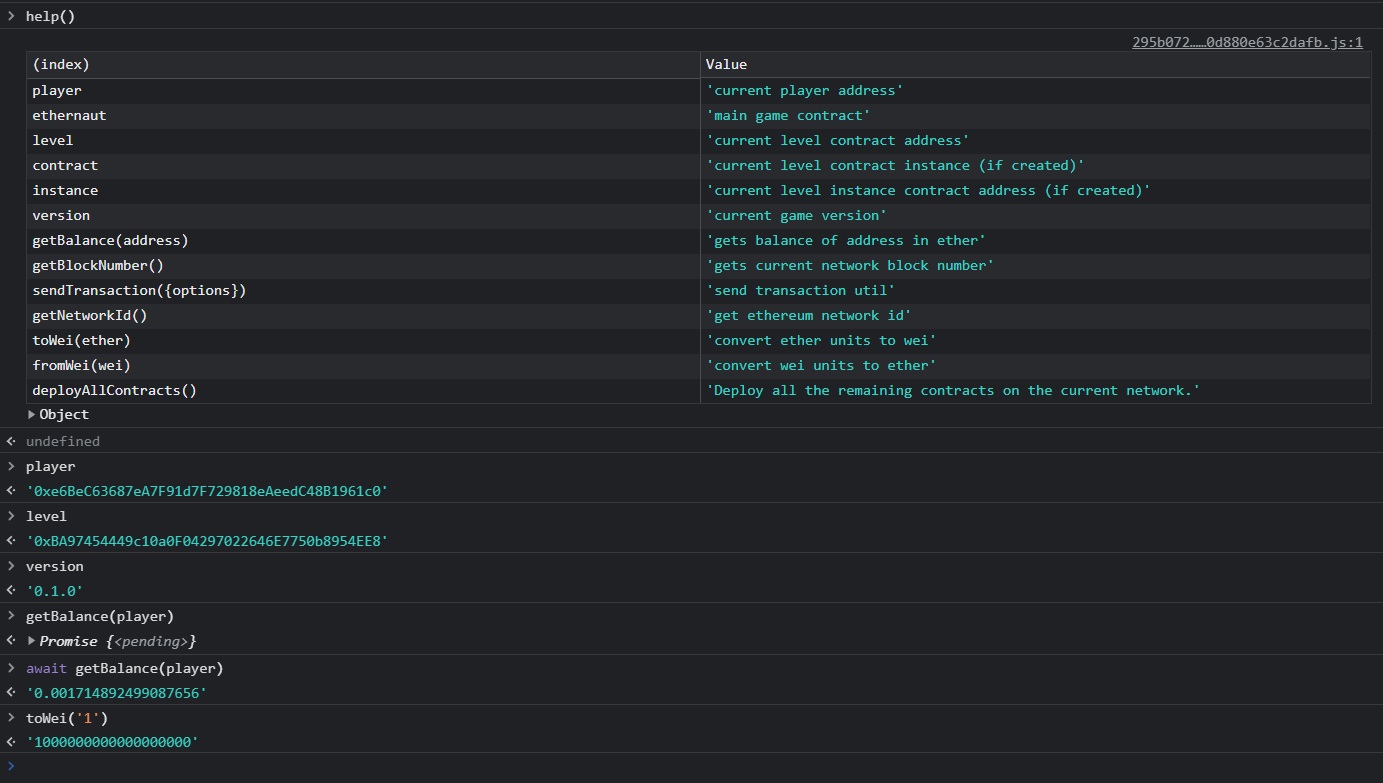 > help()
295b072……0d880e63c2dafb.js:1
(index) Value
player 'current player address'
ethernaut 'main game contract'
level 'current level contract address'
contract 'current level contract instance (if created)'
instance 'current level instance contract address (if created)'
version 'current game version'
getBalance(address) 'gets balance of address in ether'
getBlockNumber() 'gets current network block number'
sendTransaction({options}) 'send transaction util'
getNetworkId() 'get ethereum network id'
toWei(ether) 'convert ether units to wei'
fromWei(wei) 'convert wei units to ether'
deployAllContracts() 'Deploy all the remaining contracts on the current network.'
▶ Object
undefined
> player
'0xe6BeC63687eA7F91d7F729818eAeedC48B1961c0'
> level
'0xBA97454449c10a0F04297022646E7750b8954EE8'
> version
'0.1.0'
> getBalance(player)
▶ Promise {<pending>}
> await getBalance(player)
'0.001714892499087656'
> toWei('1')
'1000000000000000000'
>